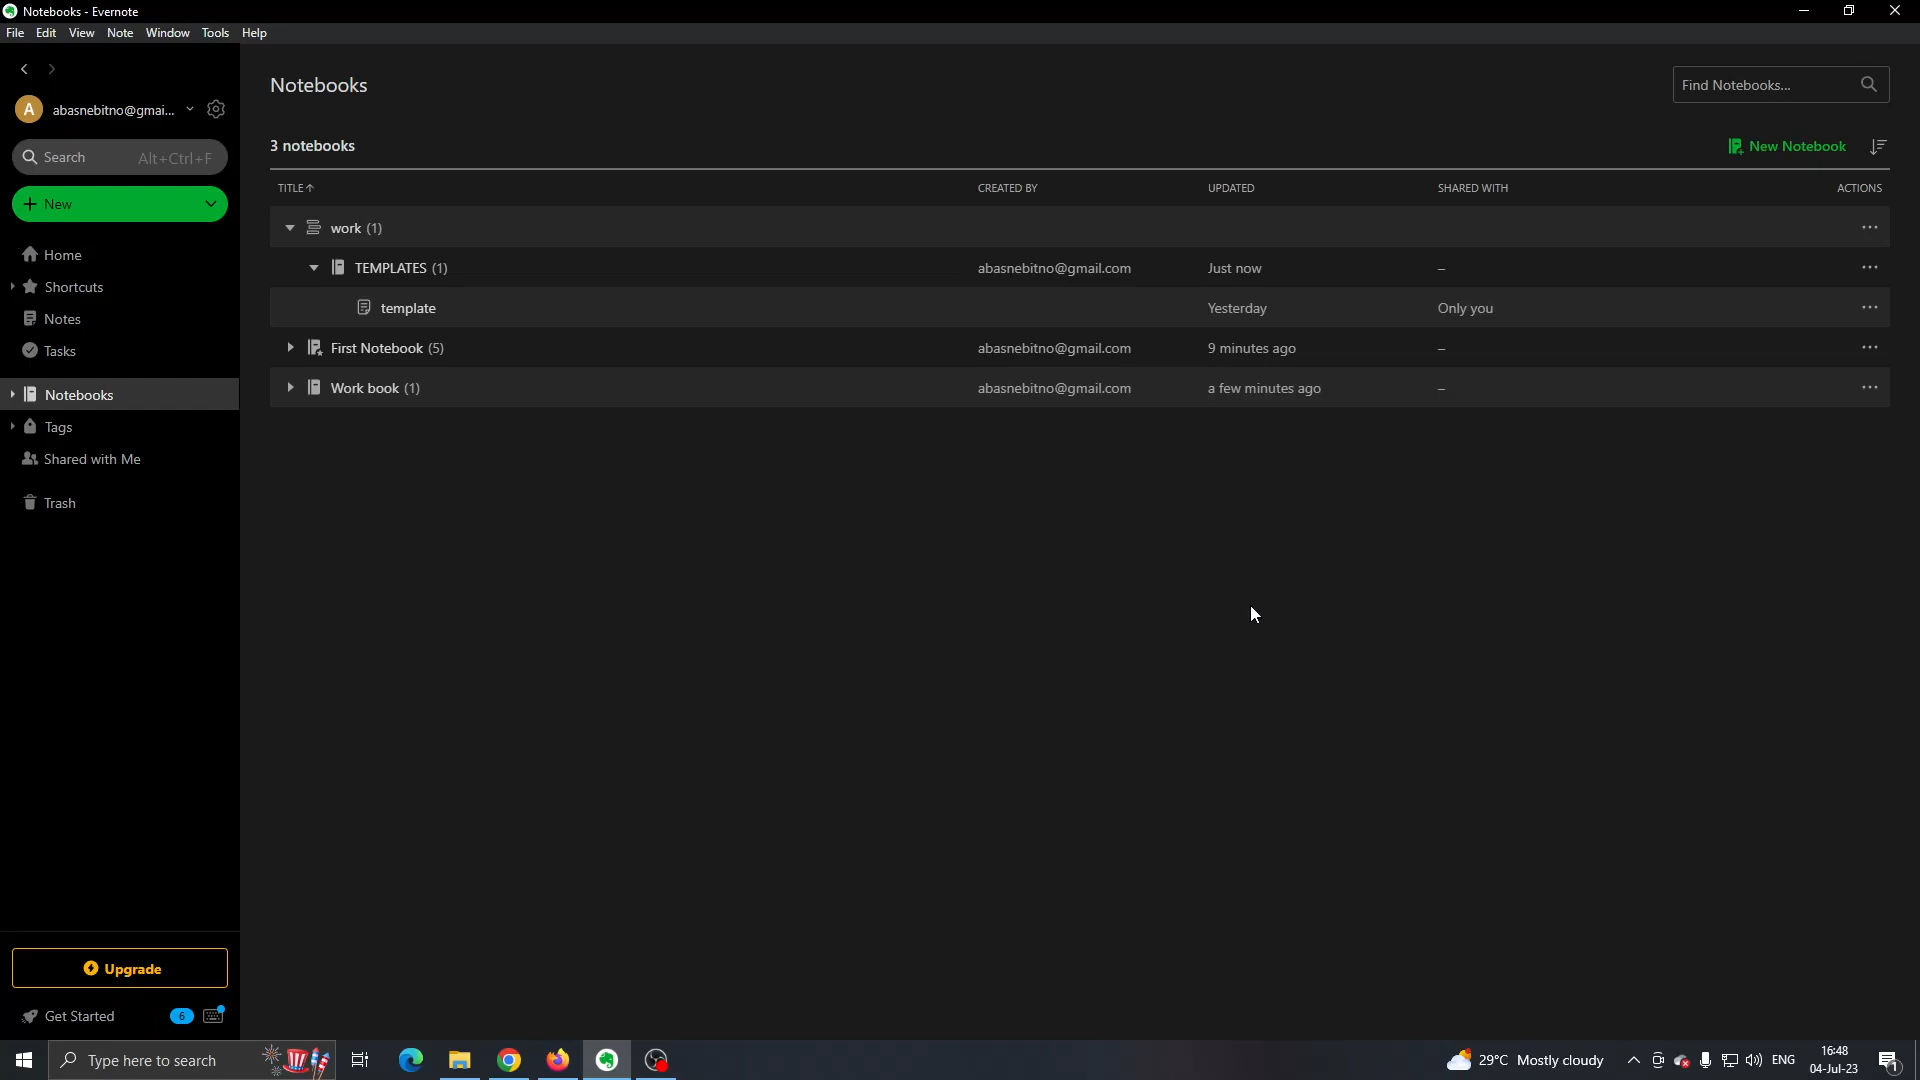 Notebooks - Evernote
File Edit View Note Window Tools Help
A abasnebitno@gmai...
Search Alt+Ctrl+F
+ New
Home
Shortcuts
Notes
Tasks
Notebooks
Tags
Shared with Me
Trash
Upgrade
Get Started 6
Notebooks
Find Notebooks...
3 notebooks
New Notebook
TITLE CREATED BY UPDATED SHARED WITH ACTIONS
work (1)
TEMPLATES (1) abasnebitno@gmail.com Just now –
template Yesterday Only you
First Notebook (5) abasnebitno@gmail.com 9 minutes ago –
Work book (1) abasnebitno@gmail.com a few minutes ago –
Type here to search
29°C Mostly cloudy
ENG
16:48
04-Jul-23
1